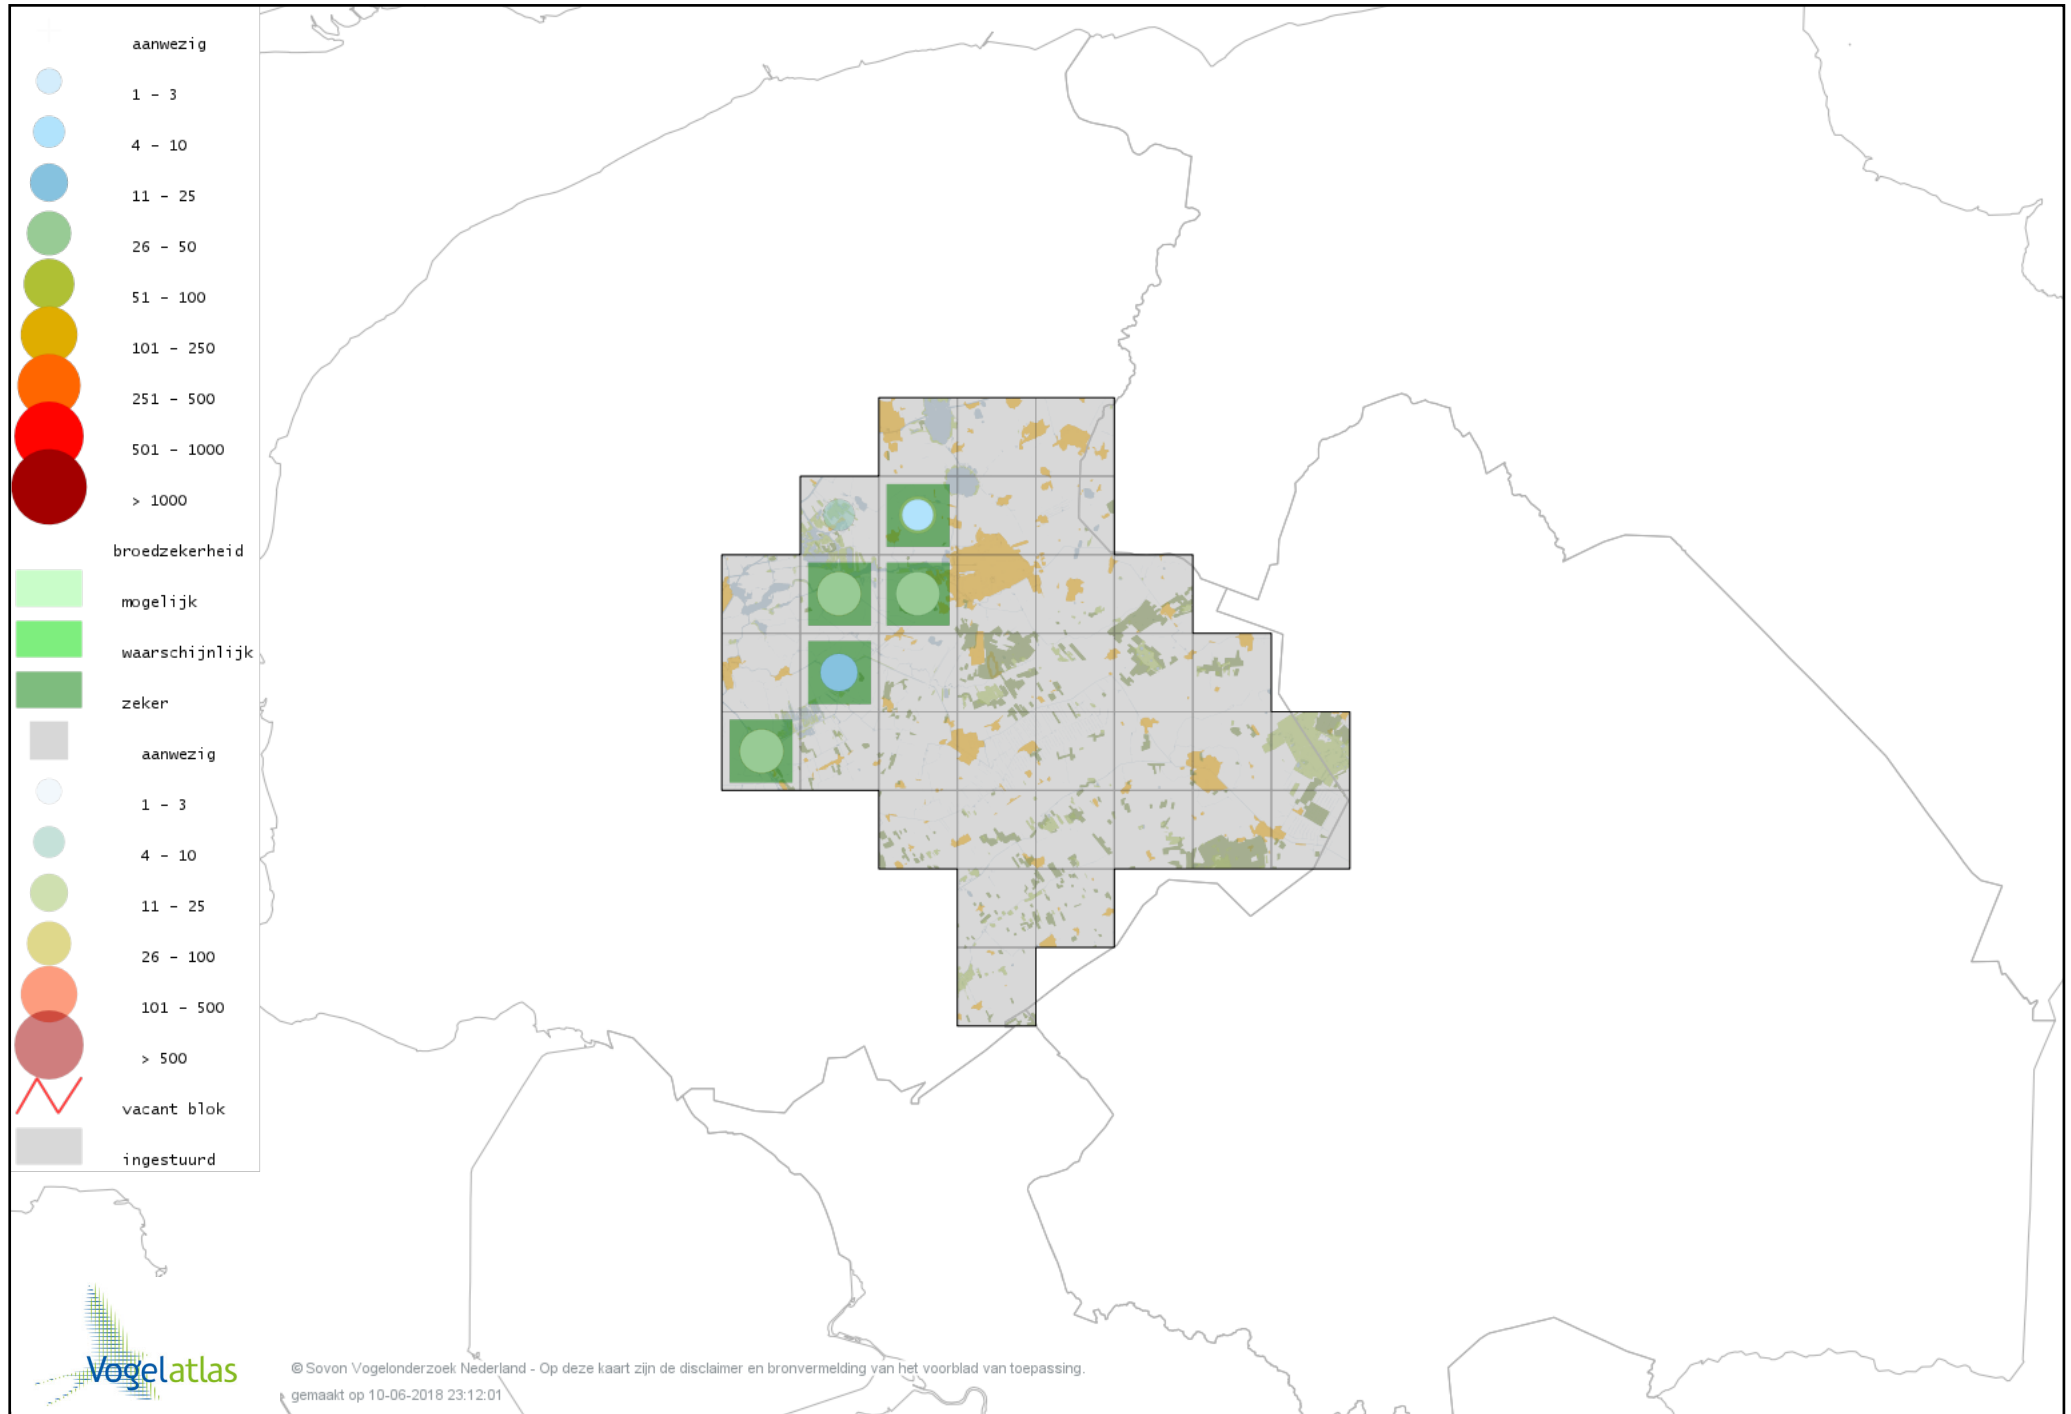 aanwezig
1 - 3
4 - 10
11 - 25
26 - 50
51 - 100
101 - 250
251 - 500
501 - 1000
> 1000
broedzekerheid
mogelijk
waarschijnlijk
zeker
aanwezig
1 - 3
4 - 10
11 - 25
26 - 100
101 - 500
> 500
vacant blok
ingestuurd
Vogelatlas
© Sovon Vogelonderzoek Nederland - Op deze kaart zijn de disclaimer en bronvermelding van het voorblad van toepassing.
gemaakt op 10-06-2018 23:12:01